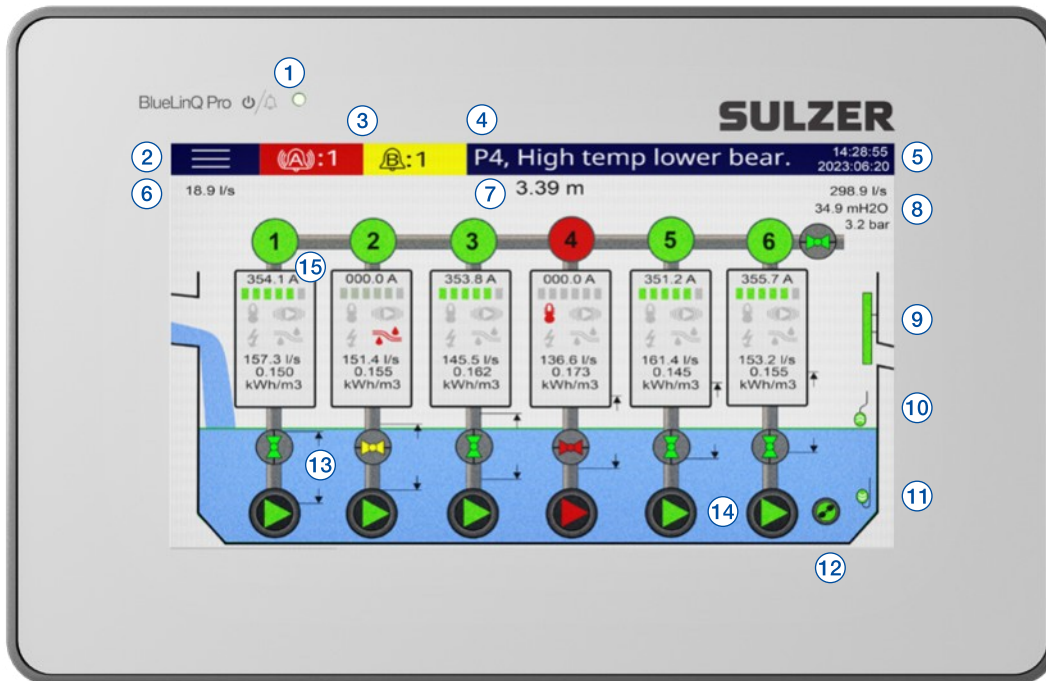 1
BlueLinQ Pro
SULZER
3
4
2
A:1
B:1
P4, High temp lower bear.
14:28:55
2023:06:20
5
6
18.9 l/s
7
3.39 m
298.9 l/s
34.9 mH2O
3.2 bar
8
1
2
3
4
5
6
15
354.1 A
000.0 A
353.8 A
000.0 A
351.2 A
355.7 A
9
157.3 l/s
0.150
kWh/m3
151.4 l/s
0.155
kWh/m3
145.5 l/s
0.162
kWh/m3
136.6 l/s
0.173
kWh/m3
161.4 l/s
0.145
kWh/m3
153.2 l/s
0.155
kWh/m3
10
13
11
14
12